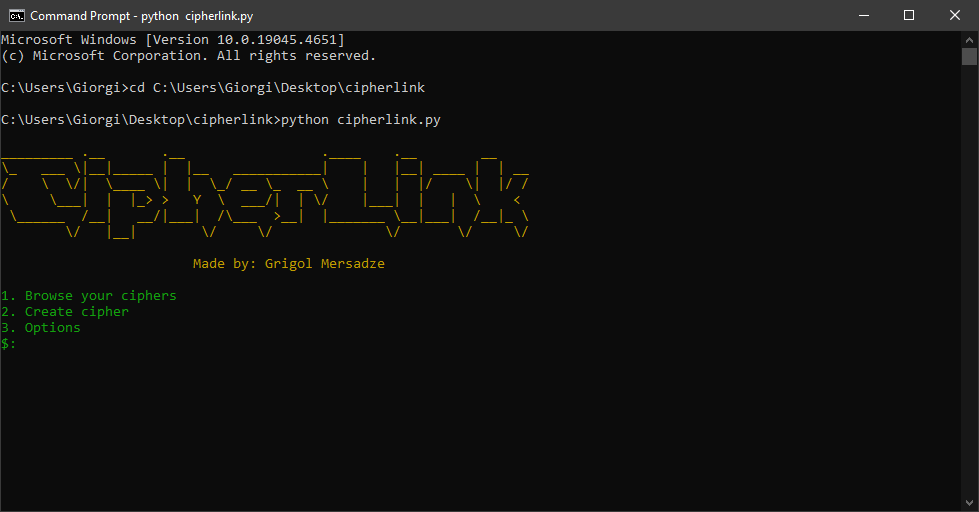 Command Prompt - python  cipherlink.py
Microsoft Windows [Version 10.0.19045.4651]
(c) Microsoft Corporation. All rights reserved.
C:\Users\Giorgi>cd C:\Users\Giorgi\Desktop\cipherlink
C:\Users\Giorgi\Desktop\cipherlink>python cipherlink.py
CipherLink
Made by: Grigol Mersadze
1. Browse your ciphers
2. Create cipher
3. Options
$: